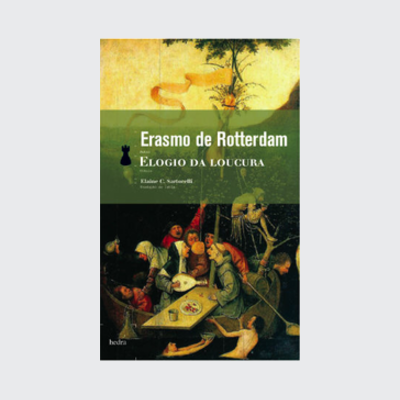 Erasmo de Rotterdam
ELOGIO DA LOUCURA
Elaine C. Sartorelli
hedra